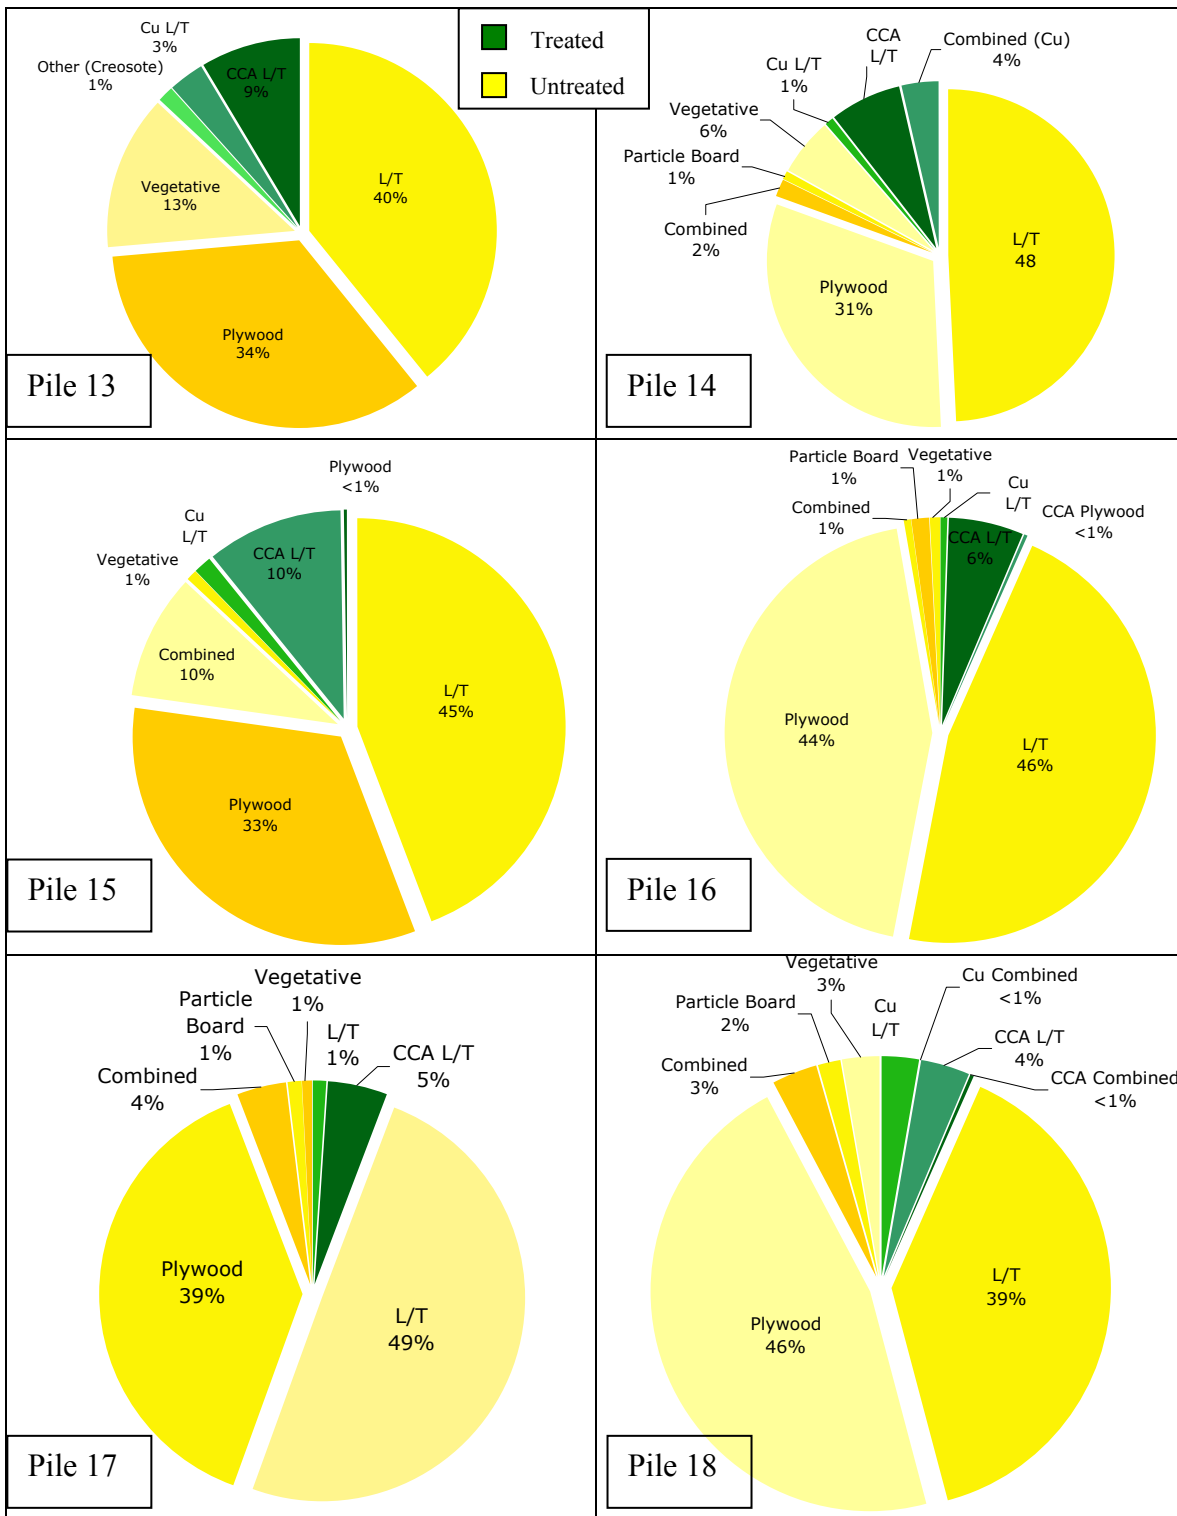 Treated
Untreated
Cu L/T
3%
Other (Creosote)
1%
CCA L/T
9%
Vegetative
13%
L/T
40%
Plywood
34%
Pile 13
CCA
L/T
Combined (Cu)
4%
Cu L/T
1%
Vegetative
6%
Particle Board
1%
Combined
2%
L/T
48
Plywood
31%
Pile 14
Plywood
<1%
Cu
L/T
Vegetative
1%
CCA L/T
10%
Combined
10%
L/T
45%
Plywood
33%
Pile 15
Particle Board
1%
Vegetative
1%
Combined
1%
Cu
L/T
CCA Plywood
<1%
CCA L/T
6%
Plywood
44%
L/T
46%
Pile 16
Vegetative
1%
Particle
Board
1%
L/T
1%
CCA L/T
5%
Combined
4%
Plywood
39%
L/T
49%
Pile 17
Vegetative
3%
Cu Combined
<1%
Particle Board
2%
Cu
L/T
CCA L/T
4%
Combined
3%
CCA Combined
<1%
L/T
39%
Plywood
46%
Pile 18